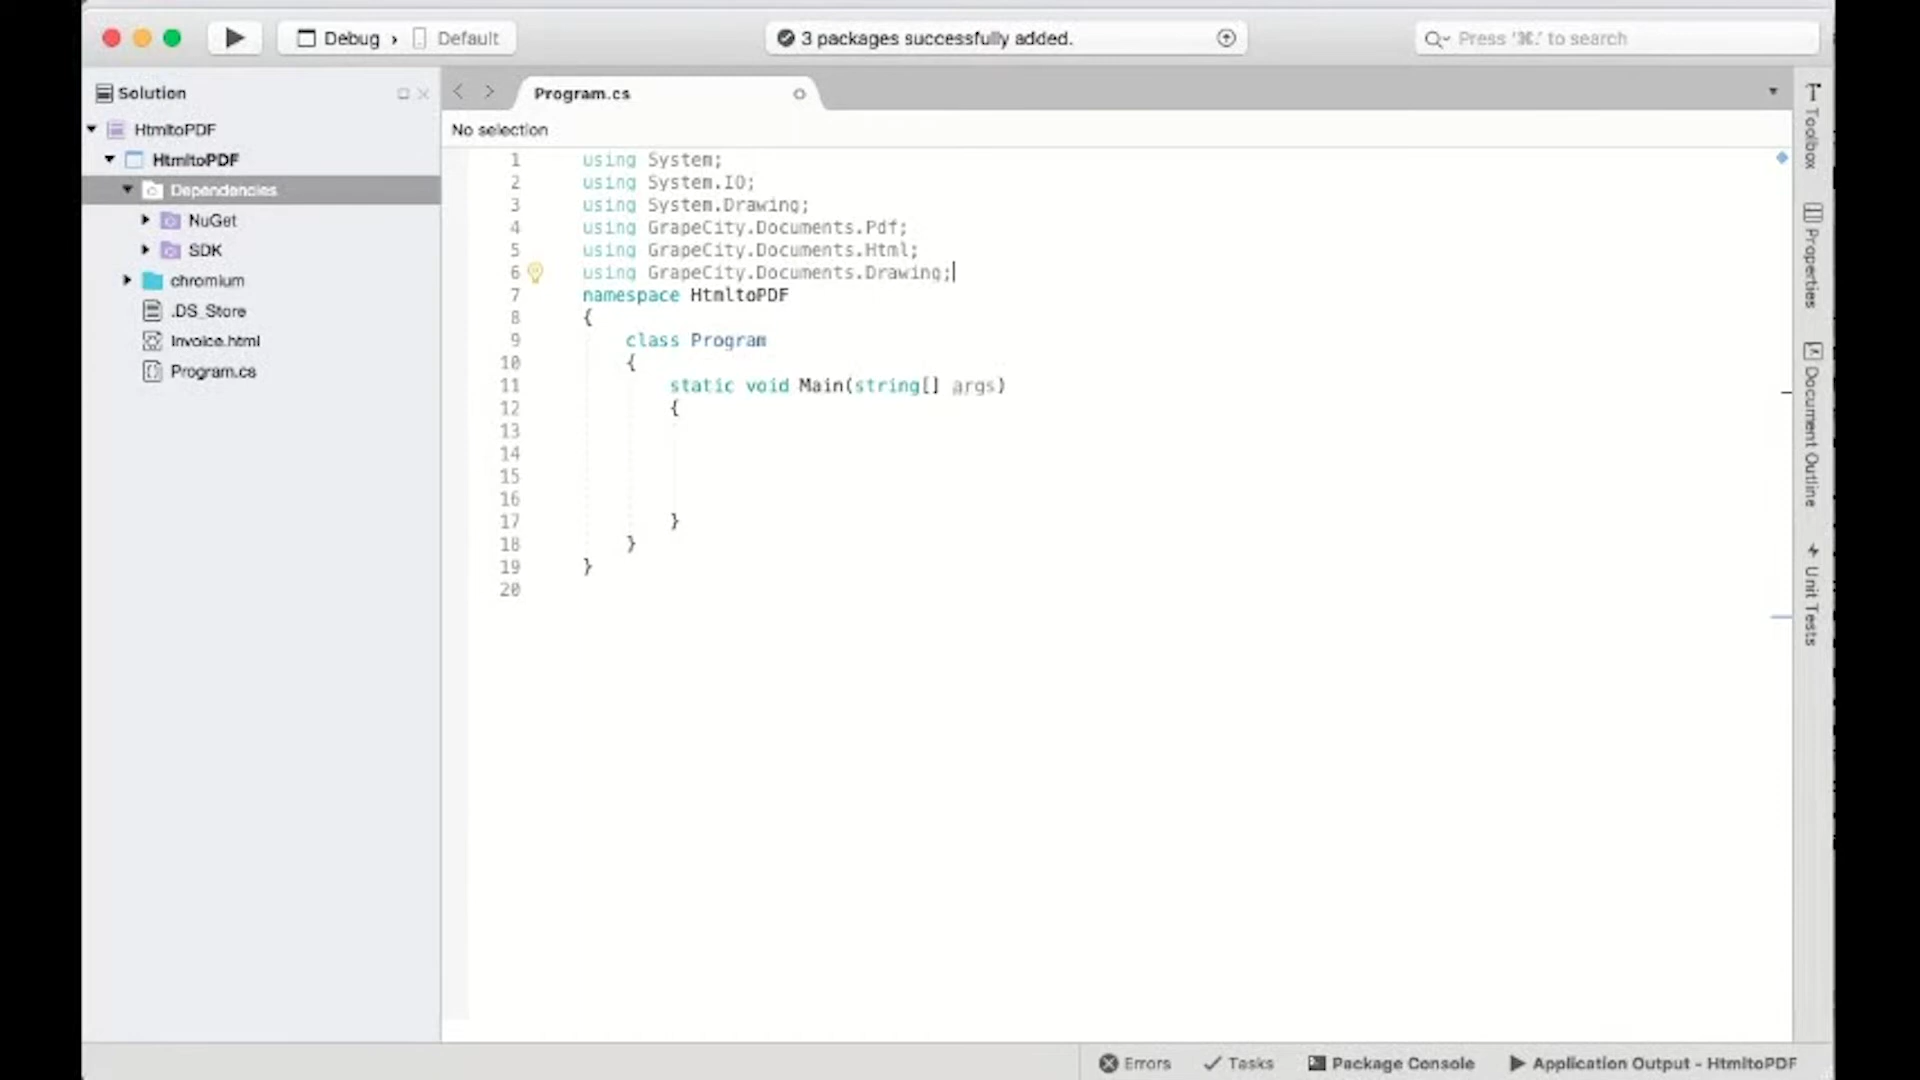 Debug › Default
3 packages successfully added.
Press '⌘.' to search
Solution
HtmltoPDF
HtmltoPDF
Dependencies
NuGet
SDK
chromium
.DS_Store
Invoice.html
Program.cs
Program.cs
No selection
1 using System;
2 using System.IO;
3 using System.Drawing;
4 using GrapeCity.Documents.Pdf;
5 using GrapeCity.Documents.Html;
6 using GrapeCity.Documents.Drawing;
7 namespace HtmltoPDF
8 {
9 class Program
10 {
11 static void Main(string[] args)
12 {
13
14
15
16
17 }
18 }
19 }
20
Toolbox
Properties
Document Outline
Unit Tests
Errors
Tasks
Package Console
Application Output - HtmltoPDF